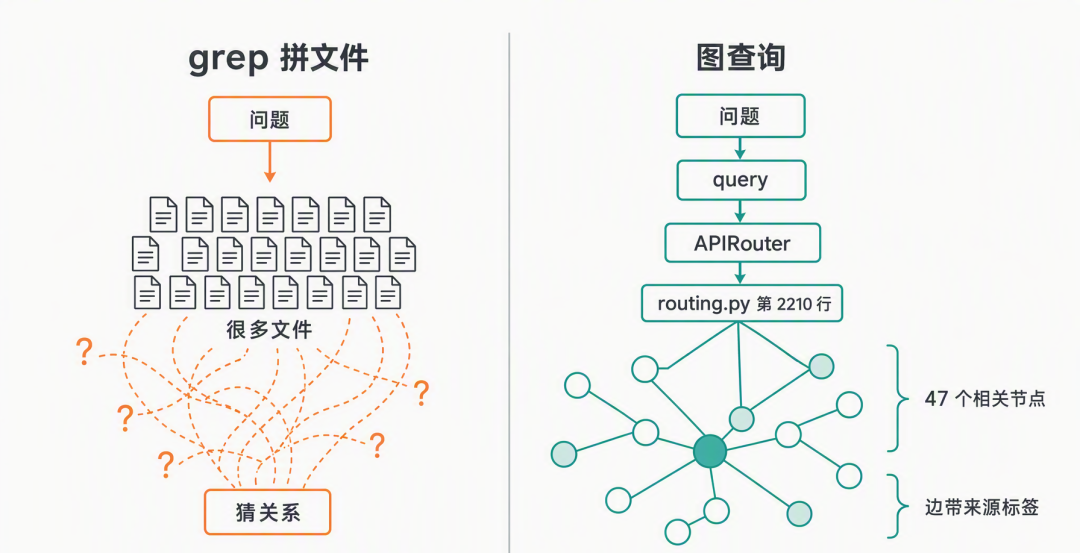 grep 拼文件
问题
很多文件
?
?
?
?
?
猜关系
图查询
问题
query
APIRouter
routing.py 第 2210 行
47 个相关节点
边带来源标签